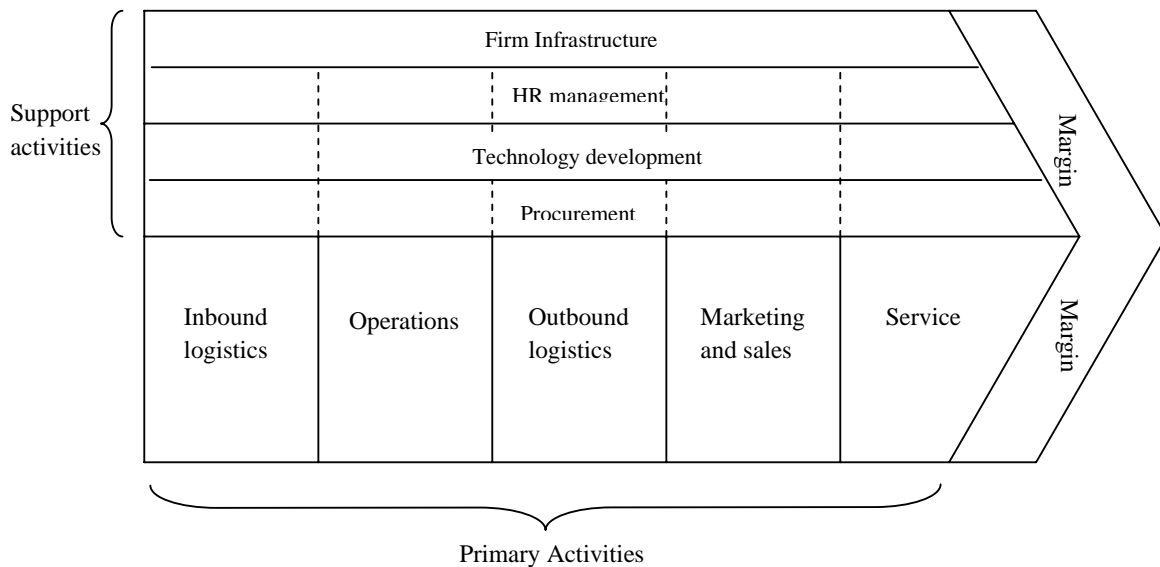 Firm Infrastructure
HR management
Support
activities
Technology development
Procurement
Margin
Inbound
logistics
Operations
Outbound
logistics
Marketing
and sales
Service
Margin
Primary Activities